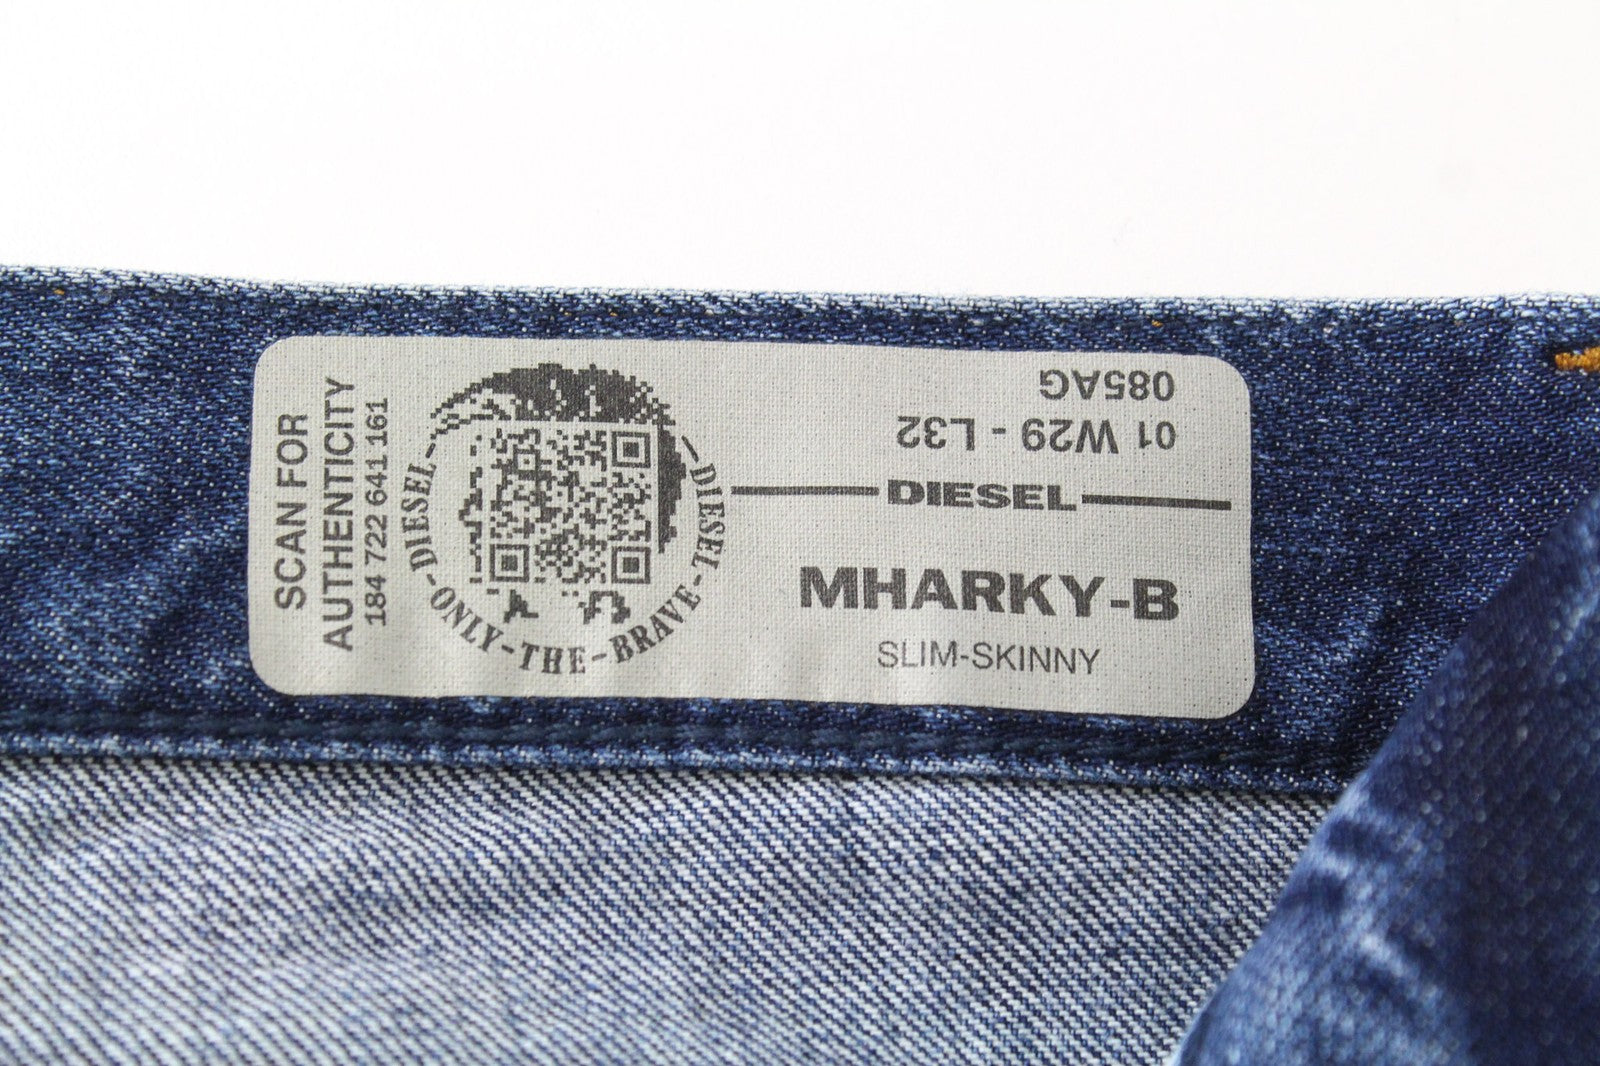 SCAN FOR
AUTHENTICITY
184 722 641 161
DIESEL-ONLY-THE-BRAVE-DIESEL
085AG
01 W29 - L32
DIESEL
MHARKY-B
SLIM-SKINNY